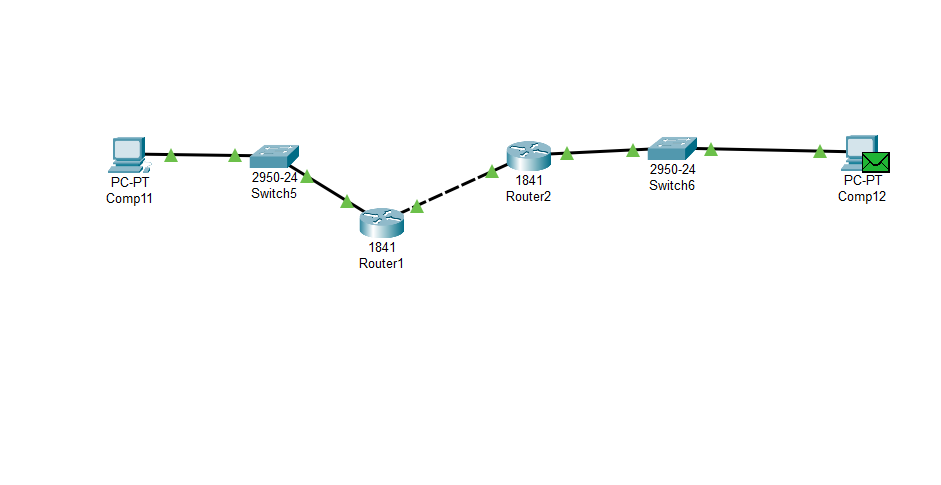 PC-PT
Comp11
2950-24
Switch5
1841
Router1
1841
Router2
2950-24
Switch6
PC-PT
Comp12